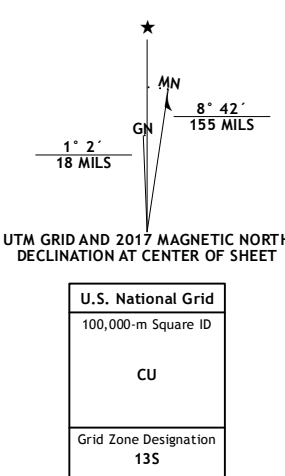 ★
MN
8° 42´
155 MILS
GN
1° 2´
18 MILS
UTM GRID AND 2017 MAGNETIC NORTH
DECLINATION AT CENTER OF SHEET
U.S. National Grid
100,000-m Square ID
CU
Grid Zone Designation
13S